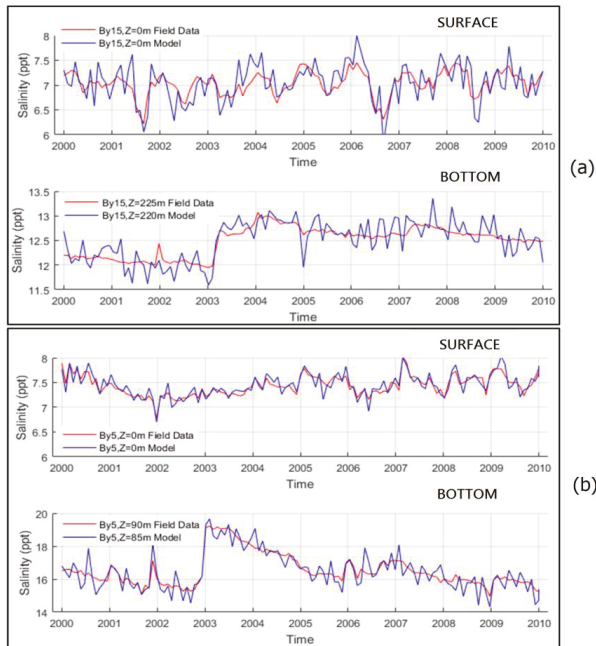 SURFACE
By15,Z=0m Field Data
By15,Z=0m Model
Salinity (ppt)
8
7.5
7
6.5
6
2000 2001 2002 2003 2004 2005 2006 2007 2008 2009 2010
Time
(a)
BOTTOM
By15,Z=225m Field Data
By15,Z=220m Model
Salinity (ppt)
13.5
13
12.5
12
11.5
2000 2001 2002 2003 2004 2005 2006 2007 2008 2009 2010
Time
SURFACE
Salinity (ppt)
8
7.5
7
6.5
6
By5,Z=0m Field Data
By5,Z=0m Model
2000 2001 2002 2003 2004 2005 2006 2007 2008 2009 2010
Time
(b)
BOTTOM
By5,Z=90m Field Data
By5,Z=85m Model
Salinity (ppt)
20
18
16
14
2000 2001 2002 2003 2004 2005 2006 2007 2008 2009 2010
Time